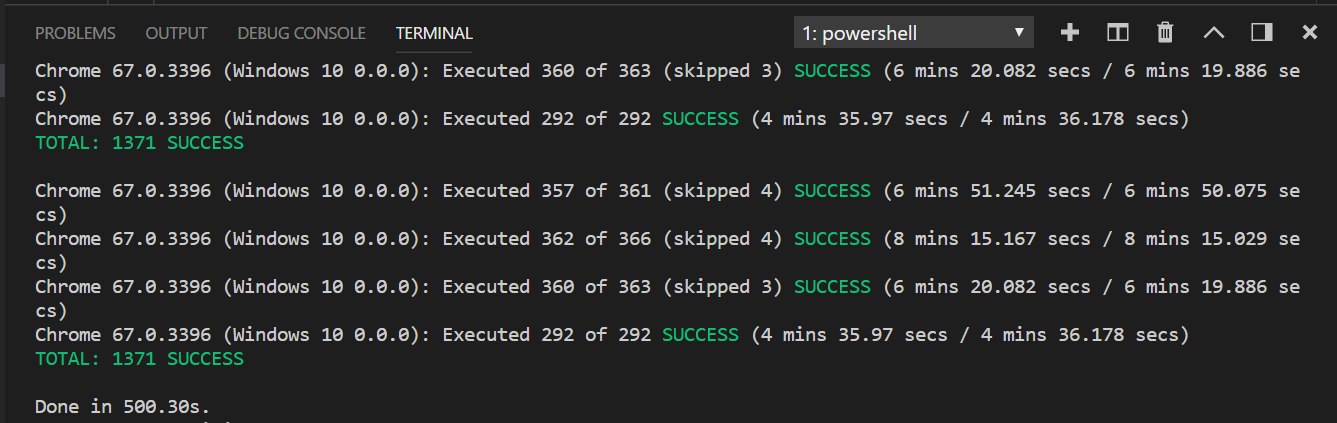 PROBLEMS OUTPUT DEBUG CONSOLE TERMINAL 1: powershell
Chrome 67.0.3396 (Windows 10 0.0.0): Executed 360 of 363 (skipped 3) SUCCESS (6 mins 20.082 secs / 6 mins 19.886 se
cs)
Chrome 67.0.3396 (Windows 10 0.0.0): Executed 292 of 292 SUCCESS (4 mins 35.97 secs / 4 mins 36.178 secs)
TOTAL: 1371 SUCCESS
Chrome 67.0.3396 (Windows 10 0.0.0): Executed 357 of 361 (skipped 4) SUCCESS (6 mins 51.245 secs / 6 mins 50.075 se
cs)
Chrome 67.0.3396 (Windows 10 0.0.0): Executed 362 of 366 (skipped 4) SUCCESS (8 mins 15.167 secs / 8 mins 15.029 se
cs)
Chrome 67.0.3396 (Windows 10 0.0.0): Executed 360 of 363 (skipped 3) SUCCESS (6 mins 20.082 secs / 6 mins 19.886 se
cs)
Chrome 67.0.3396 (Windows 10 0.0.0): Executed 292 of 292 SUCCESS (4 mins 35.97 secs / 4 mins 36.178 secs)
TOTAL: 1371 SUCCESS
Done in 500.30s.